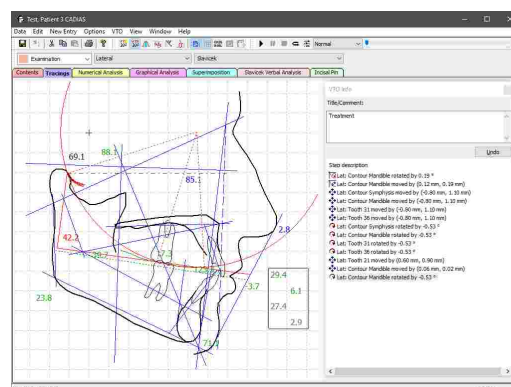 Test, Patient 3 CADIAS
Data Edit New Entry Options VTO View Window Help
Normal
Examination Lateral Slavicek
Contents Tracings Numerical Analysis Graphical Analysis Superimposition Slavicek Verbal Analysis Incisal Pin
VTO Info
Title/Comment:
Treatment
Undo
Step description
Lat: Contour Mandible rotated by 0.19 °
Lat: Contour Mandible moved by (0.12 mm, 0.19 mm)
Lat: Contour Symphysis moved by (-0.80 mm, 1.10 mm)
Lat: Contour Mandible moved by (-0.80 mm, 1.10 mm)
Lat: Tooth 31 moved by (-0.80 mm, 1.10 mm)
Lat: Tooth 36 moved by (-0.80 mm, 1.10 mm)
Lat: Contour Symphysis rotated by -0.53 °
Lat: Contour Mandible rotated by -0.53 °
Lat: Tooth 31 rotated by -0.53 °
Lat: Tooth 36 rotated by -0.53 °
Lat: Tooth 21 moved by (0.60 mm, 0.90 mm)
Lat: Contour Mandible moved by (0.06 mm, 0.02 mm)
Lat: Contour Mandible rotated by -0.53 °
69.1
88.1
85.1
2.8
42.2
-3.7
23.8
29.4
6.1
27.4
2.9